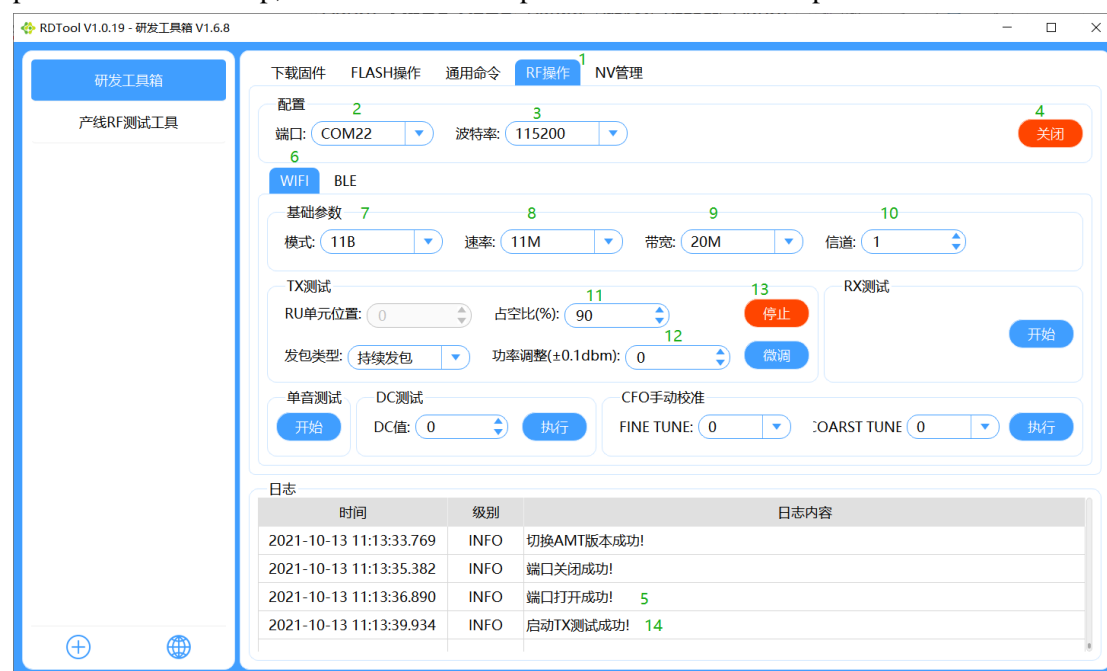 RDTool V1.0.19 - 研发工具箱 V1.6.8
研发工具箱
产线RF测试工具
下载固件 FLASH操作 通用命令 RF操作 1 NV管理
配置
2 3 4
端口: COM22 波特率: 115200 关闭
6
WIFI BLE
基础参数 7 8 9 10
模式: 11B 速率: 11M 带宽: 20M 信道: 1
TX测试 11 13 RX测试
RU单元位置: 0 占空比(%): 90 停止
12 开始
发包类型: 持续发包 功率调整(±0.1dbm): 0 微调
单音测试 DC测试 CFO手动校准
开始 DC值: 0 执行 FINE TUNE: 0 OARST TUNE 0 执行
日志
时间 级别 日志内容
2021-10-13 11:13:33.769 INFO 切换AMT版本成功!
2021-10-13 11:13:35.382 INFO 端口关闭成功!
2021-10-13 11:13:36.890 INFO 端口打开成功! 5
2021-10-13 11:13:39.934 INFO 启动TX测试成功! 14